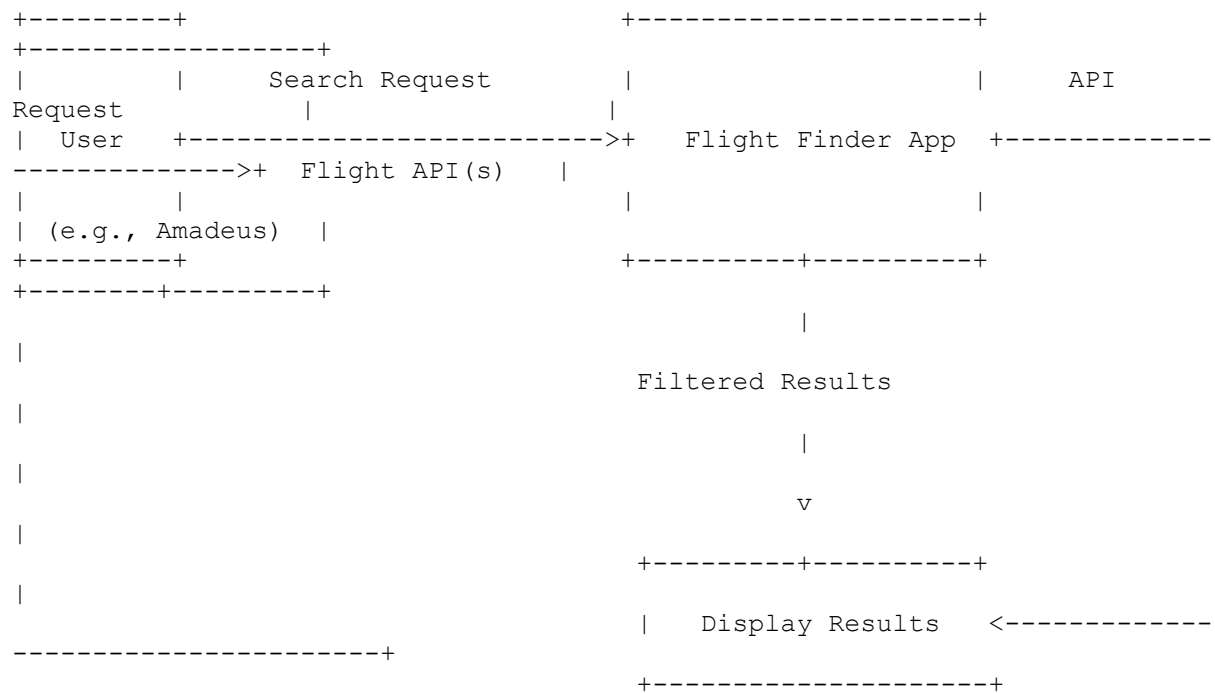 +---------+                           +---------------------+
+------------------+
|         |     Search Request        |                     |     API
Request           |                  |
|  User   +-------------------------->+   Flight Finder App  +-------------
-------------->+  Flight API(s)   |
|         |                           |                     |
| (e.g., Amadeus)  |
+---------+                           +----------+----------+
+--------+---------+
                                                 |
|
                                       Filtered Results
|
                                                 |
|
                                                 v
|
                                       +---------+----------+
|
                                       |   Display Results   <-------------
-----------------------+
                                       +---------------------+